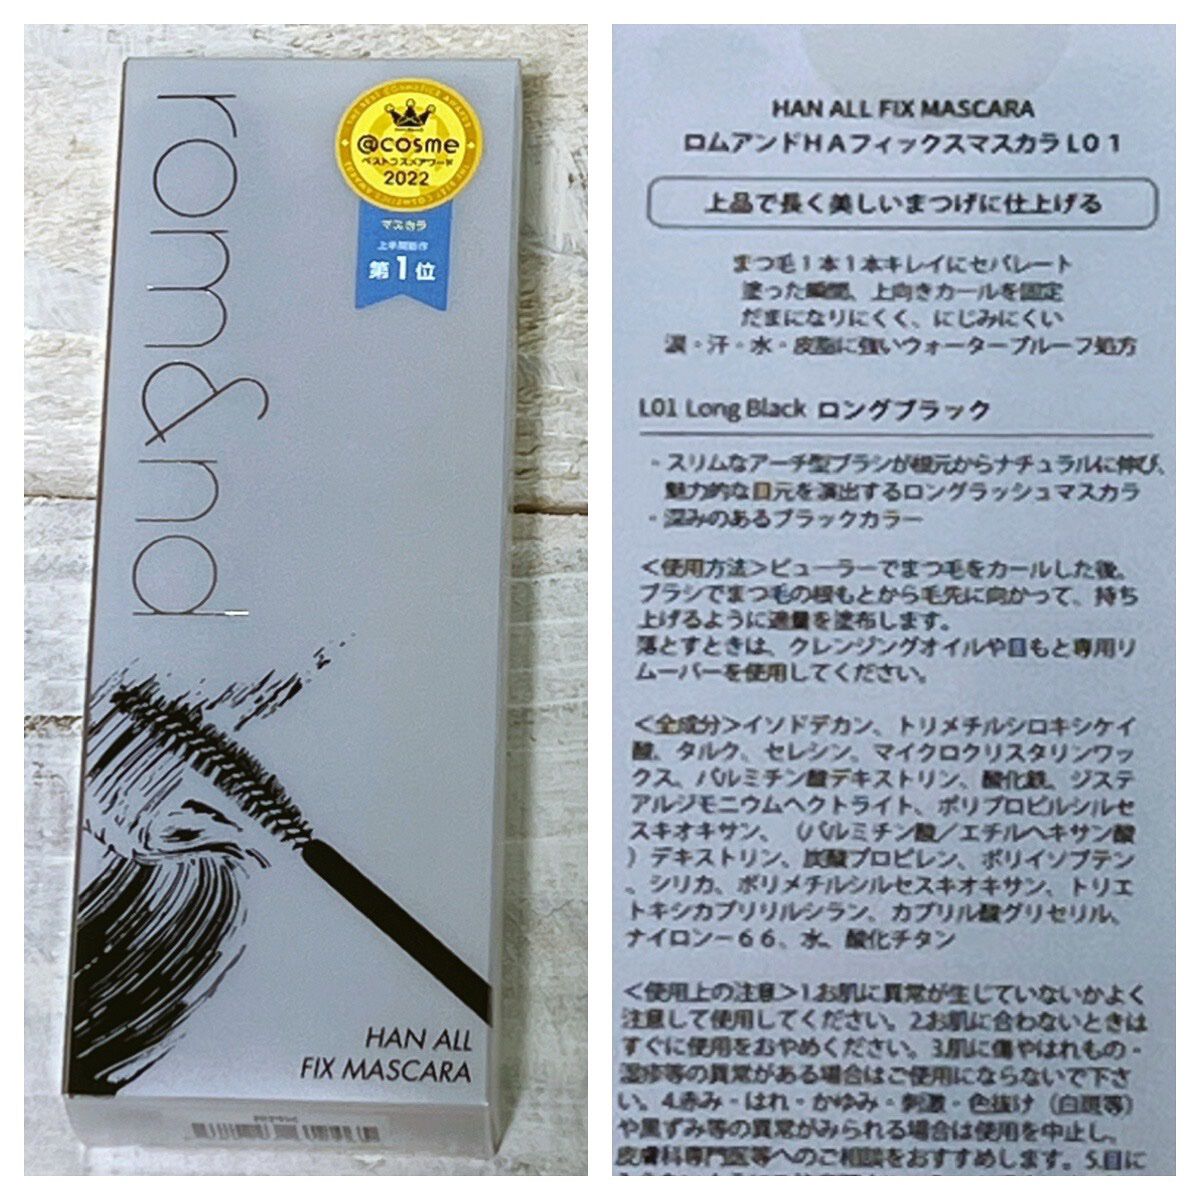 rom&nd
THE BEST COSMETICS AWARDS
@cosme
ベストコスメアワード
2022
マスカラ
上半期新作
第1位
HAN ALL
FIX MASCARA
HAN ALL FIX MASCARA
ロムアンドHAフィックスマスカラL01
上品で長く美しいまつげに仕上げる
まつ毛1本1本キレイにセパレート
塗った瞬間、上向きカールを固定
だまになりにくく、にじみにくい
涙・汗・水・皮脂に強いウォータープルーフ処方
L01 Long Black ロングブラック
・スリムなアーチ型ブラシが根元からナチュラルに伸び、
魅力的な目元を演出するロングラッシュマスカラ
・深みのあるブラックカラー
<使用方法>ビューラーでまつ毛をカールした後、
ブラシでまつ毛の根もとから毛先に向かって、持ち
上げるように適量を塗布します。
落とすときは、クレンジングオイルや目もと専用リ
ムーバーを使用してください。
<全成分>イソドデカン、トリメチルシロキシケイ
酸、タルク、セレシン、マイクロクリスタリンワッ
クス、パルミチン酸デキストリン、酸化鉄、ジステ
アルジモニウムヘクトライト、ポリプロピルシルセ
スキオキサン、(パルミチン酸/エチルヘキサン酸
)デキストリン、炭酸プロピレン、ポリイソブテン
、シリカ、ポリメチルシルセスキオキサン、トリエ
トキシカプリリルシラン、カプリル酸グリセリル、
ナイロン-66、水、酸化チタン
<使用上の注意>1.お肌に異常が生じていないかよく
注意して使用してください。2.お肌に合わないときは
すぐに使用をおやめください。3.肌に傷やはれもの・
湿疹等の異常がある場合はご使用にならないで下さ
い。4.赤み・はれ・かゆみ・刺激・色抜け(白斑等)
や黒ずみ等の異常がみられる場合は使用を中止し、
皮膚科専門医等へのご相談をおすすめします。5.目に